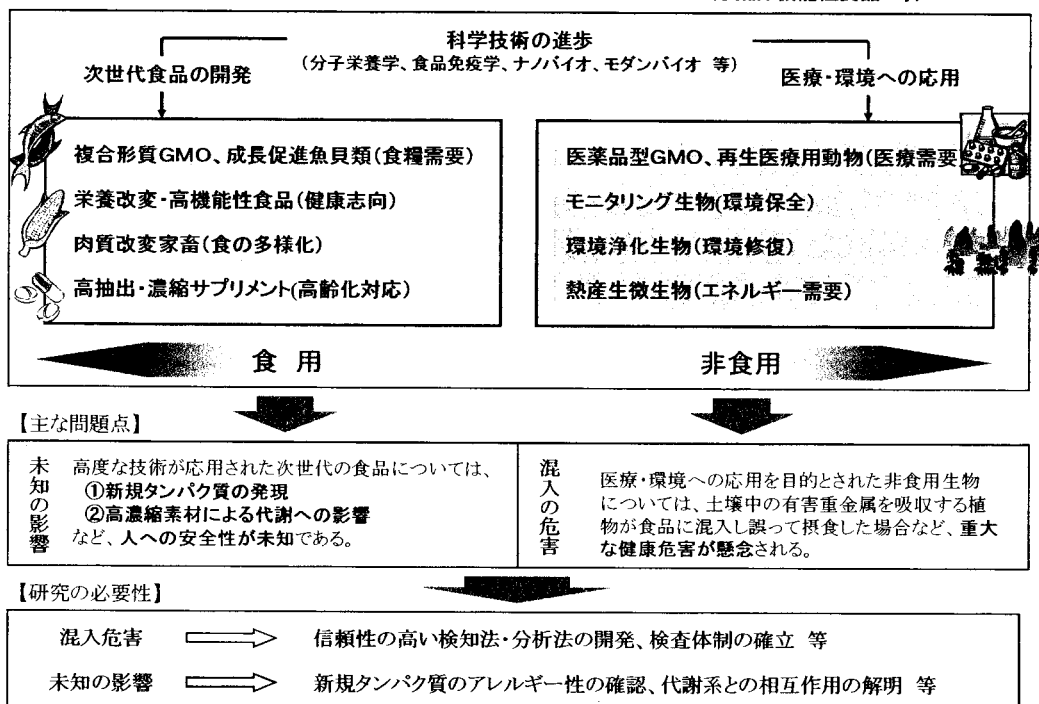 科学技術の進歩
(分子栄養学、食品免疫学、ナノバイオ、モダンバイオ 等)
次世代食品の開発
医療・環境への応用
複合形質GMO、成長促進魚貝類(食糧需要)
栄養改変・高機能性食品(健康志向)
肉質改変家畜(食の多様化)
高抽出・濃縮サプリメント(高齢化対応)
医薬品型GMO、再生医療用動物(医療需要
モニタリング生物(環境保全)
環境浄化生物(環境修復)
熱産生微生物(エネルギー需要)
食 用
非食用
【主な問題点】
未知の影響
高度な技術が応用された次世代の食品については、
①新規タンパク質の発現
②高濃縮素材による代謝への影響
など、人への安全性が未知である。
混入の危害
医療・環境への応用を目的とされた非食用生物
については、土壌中の有害重金属を吸収する植
物が食品に混入し誤って摂食した場合など、重大
な健康危害が懸念される。
【研究の必要性】
混入危害
信頼性の高い検知法・分析法の開発、検査体制の確立 等
未知の影響
新規タンパク質のアレルギー性の確認、代謝系との相互作用の解明 等